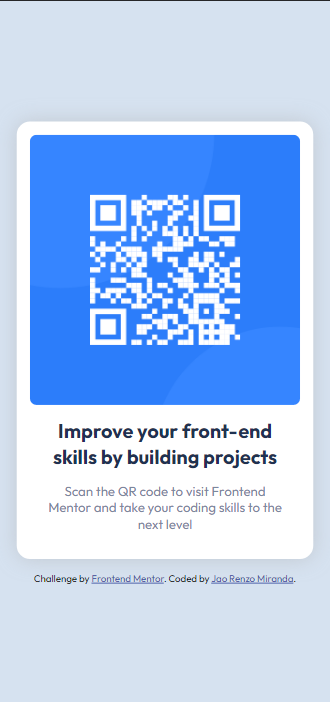 Improve your front-end
skills by building projects
Scan the QR code to visit Frontend
Mentor and take your coding skills to the
next level
Challenge by Frontend Mentor. Coded by Jao Renzo Miranda.